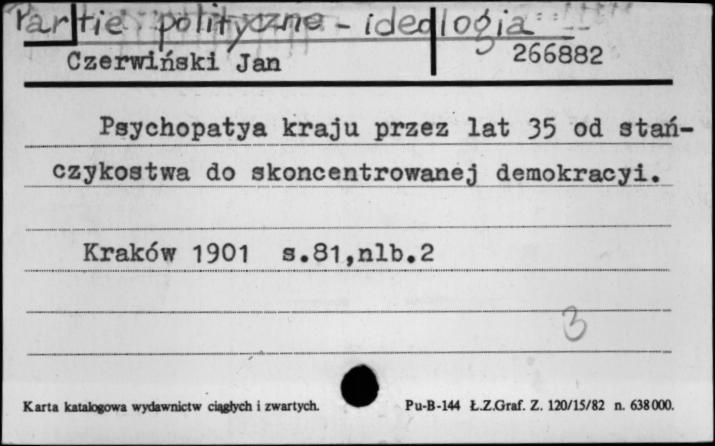 Partie polityczne - ideologia
Czerwiński Jan 266882
Psychopatya kraju przez lat 35 od stań-
czykostwa do skoncentrowanej demokracyi.
Kraków 1901 s.81,nlb.2
3
Karta katalogowa wydawnictw ciągłych i zwartych. Pu-B-144 Ł.Z.Graf. Z. 120/15/82 n. 638000.